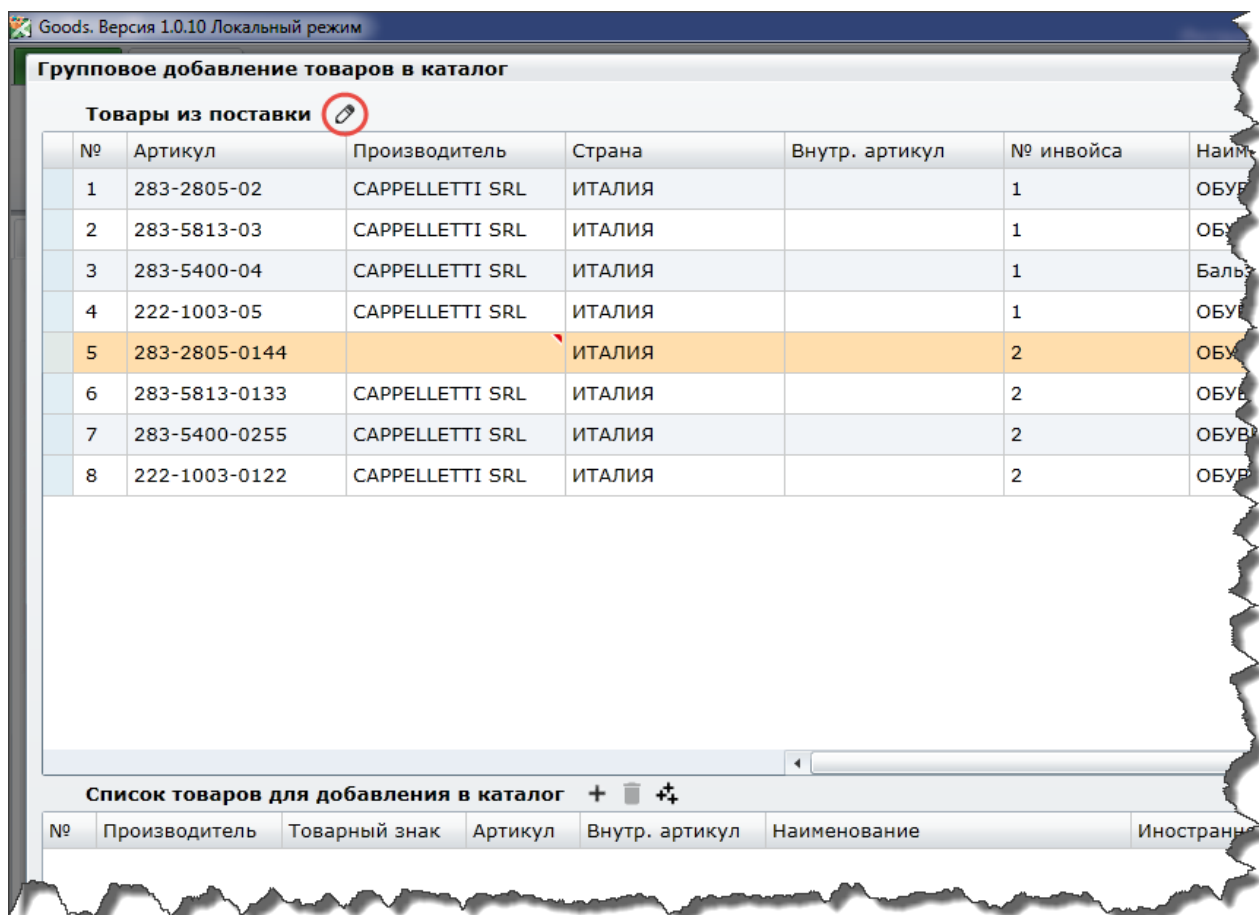 Goods. Версия 1.0.10 Локальный режим
Групповое добавление товаров в каталог
Товары из поставки
№ Артикул Производитель Страна Внутр. артикул № инвойса
1 283-2805-02 CAPPELLETTI SRL ИТАЛИЯ 1
2 283-5813-03 CAPPELLETTI SRL ИТАЛИЯ 1
3 283-5400-04 CAPPELLETTI SRL ИТАЛИЯ 1
4 222-1003-05 CAPPELLETTI SRL ИТАЛИЯ 1
5 283-2805-0144 ИТАЛИЯ 2
6 283-5813-0133 CAPPELLETTI SRL ИТАЛИЯ 2
7 283-5400-0255 CAPPELLETTI SRL ИТАЛИЯ 2
8 222-1003-0122 CAPPELLETTI SRL ИТАЛИЯ 2
Список товаров для добавления в каталог
№ Производитель Товарный знак Артикул Внутр. артикул Наименование